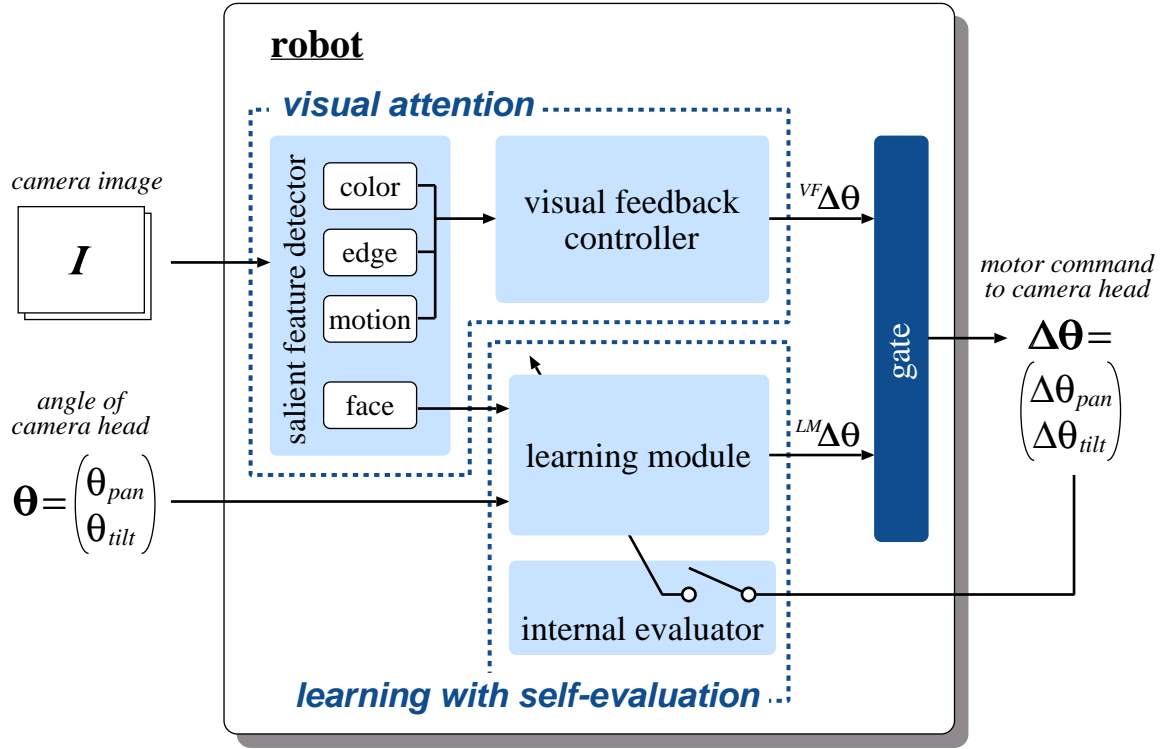 robot
visual attention
camera image
I
salient feature detector
color
edge
motion
face
visual feedback
controller
VFΔθ
gate
motor command
to camera head
Δθ=
Δθpan
Δθtilt
angle of
camera head
θ=
θpan
θtilt
learning module
LMΔθ
internal evaluator
learning with self-evaluation